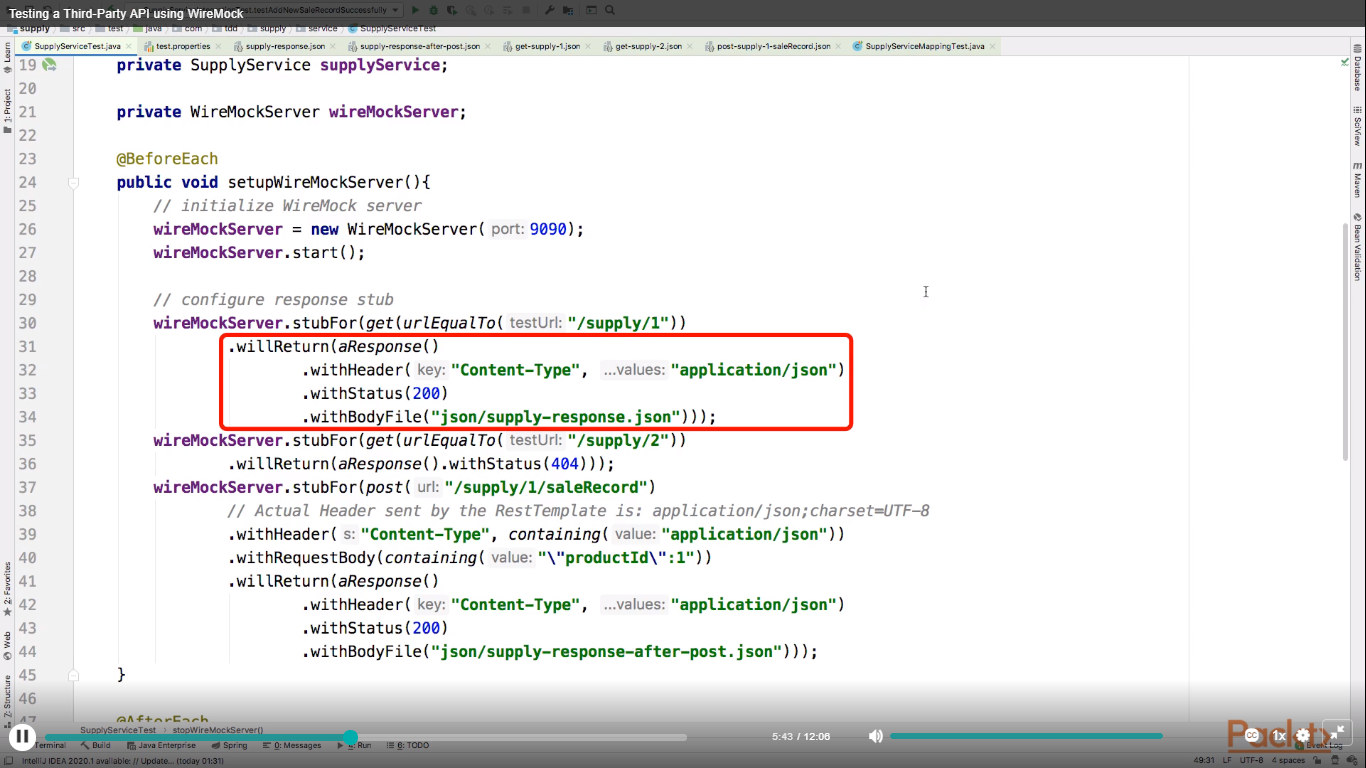 Testing a Third-Party API using WireMock
testAddNewSaleRecordSuccessfully
supply src test java com tdd supply service SupplyServiceTest
SupplyServiceTest.java test.properties supply-response.json supply-response-after-post.json get-supply-1.json get-supply-2.json post-supply-1-saleRecord.json SupplyServiceMappingTest.java
Learn
1: Project
2: Favorites
Web
Z: Structure
Database
SciView
Maven
Bean Validation
19 private SupplyService supplyService;
20
21 private WireMockServer wireMockServer;
22
23 @BeforeEach
24 public void setupWireMockServer(){
25 // initialize WireMock server
26 wireMockServer = new WireMockServer( port: 9090);
27 wireMockServer.start();
28
29 // configure response stub
30 wireMockServer.stubFor(get(urlEqualTo( testUrl: "/supply/1"))
31 .willReturn(aResponse()
32 .withHeader( key: "Content-Type", ...values: "application/json")
33 .withStatus(200)
34 .withBodyFile("json/supply-response.json")));
35 wireMockServer.stubFor(get(urlEqualTo( testUrl: "/supply/2"))
36 .willReturn(aResponse().withStatus(404)));
37 wireMockServer.stubFor(post( url: "/supply/1/saleRecord")
38 // Actual Header sent by the RestTemplate is: application/json;charset=UTF-8
39 .withHeader( s: "Content-Type", containing( value: "application/json"))
40 .withRequestBody(containing( value: "\"productId\":1"))
41 .willReturn(aResponse()
42 .withHeader( key: "Content-Type", ...values: "application/json")
43 .withStatus(200)
44 .withBodyFile("json/supply-response-after-post.json")));
45 }
46
47 @AfterEach
SupplyServiceTest › stopWireMockServer()
5:43 / 12:06
CC 1x
Packt>
Terminal Build Java Enterprise Spring 0: Messages 4: Run 6: TODO Event Log
IntelliJ IDEA 2020.1 available: // Update... (today 01:31) 49:31 LF UTF-8 4 spaces